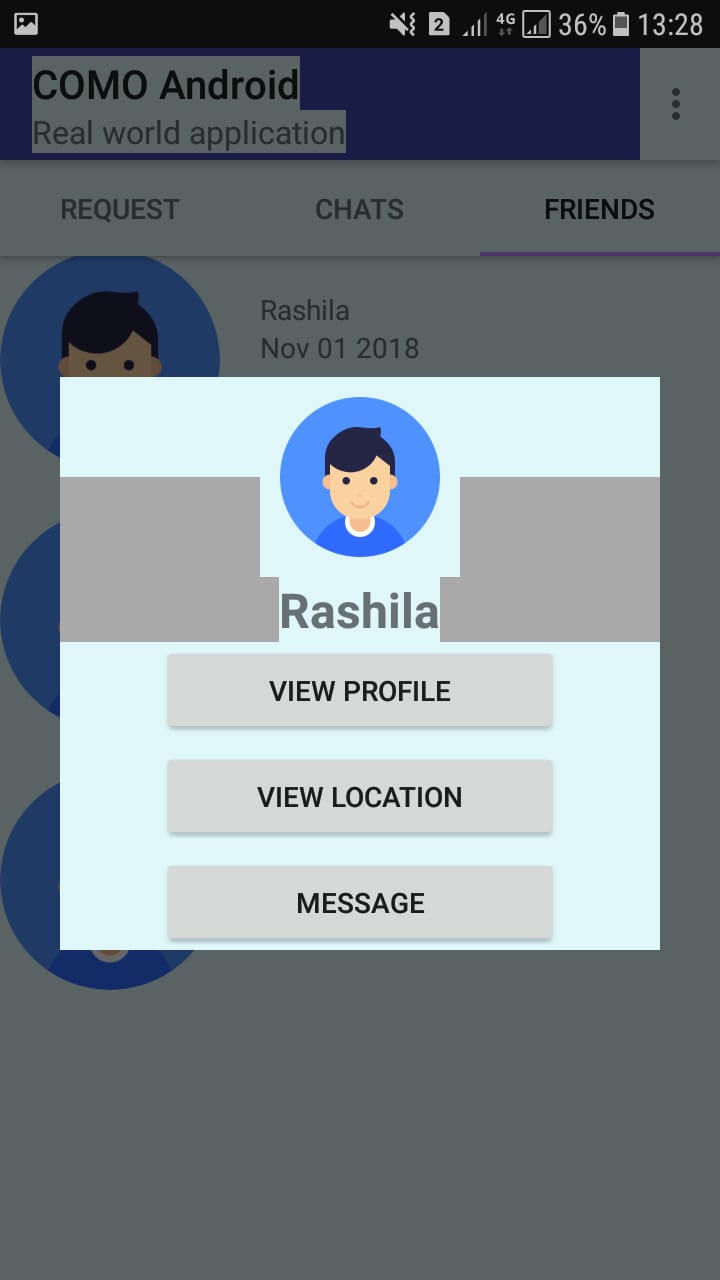 2 4G 36% 13:28
COMO Android
Real world application
REQUEST CHATS FRIENDS
Rashila
Nov 01 2018
Rashila
VIEW PROFILE
VIEW LOCATION
MESSAGE